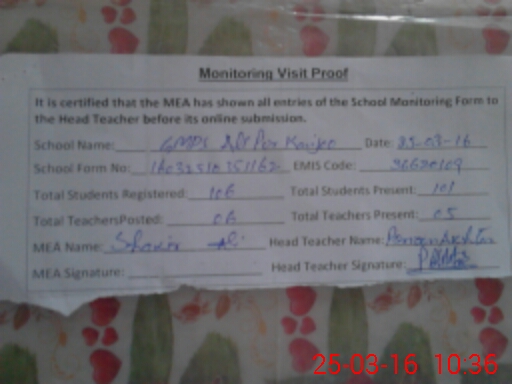 Monitoring Visit Proof
It is certified that the MEA has shown all entries of the School Monitoring Form to
the Head Teacher before its online submission.
School Name: GMPS Date: 25-03-16
School Form No: EMIS Code:
Total Students Registered: 106 Total Students Present: 101
Total TeachersPosted: 06 Total Teachers Present: 05
MEA Name: Head Teacher Name:
MEA Signature: Head Teacher Signature:
25-03-16 10:36